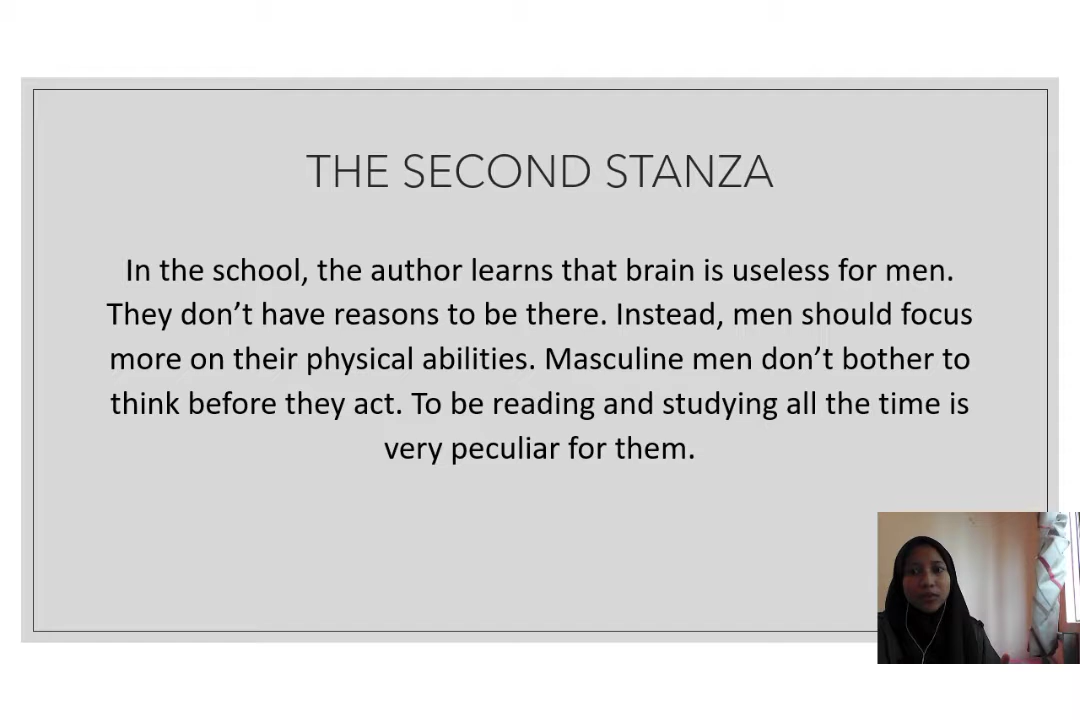 THE SECOND STANZA
In the school, the author learns that brain is useless for men.
They don’t have reasons to be there. Instead, men should focus
more on their physical abilities. Masculine men don’t bother to
think before they act. To be reading and studying all the time is
very peculiar for them.